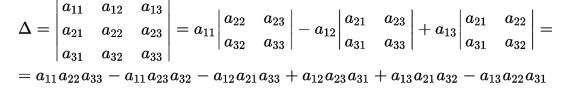 Δ = | a₁₁ a₁₂ a₁₃ ; a₂₁ a₂₂ a₂₃ ; a₃₁ a₃₂ a₃₃ | = a₁₁ | a₂₂ a₂₃ ; a₃₂ a₃₃ | − a₁₂ | a₂₁ a₂₃ ; a₃₁ a₃₃ | + a₁₃ | a₂₁ a₂₂ ; a₃₁ a₃₂ | =
= a₁₁a₂₂a₃₃ − a₁₁a₂₃a₃₂ − a₁₂a₂₁a₃₃ + a₁₂a₂₃a₃₁ + a₁₃a₂₁a₃₂ − a₁₃a₂₂a₃₁